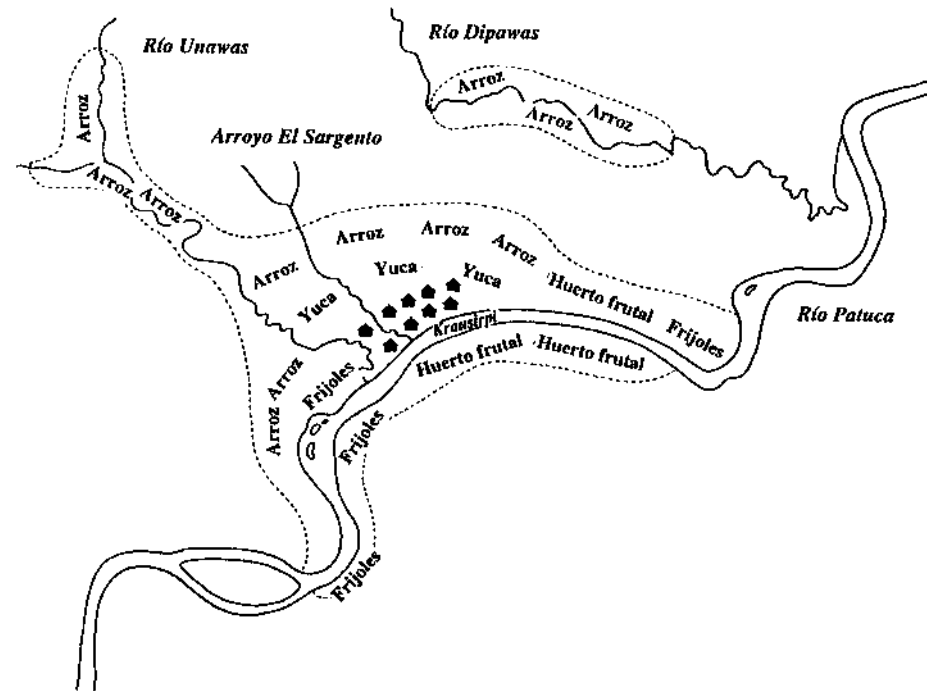 Río Unawas
Río Dipawas
Arroz
Arroz
Arroz
Arroz
Arroyo El Sargento
Arroz
Arroz
Arroz
Arroz
Arroz
Arroz
Yuca
Yuca
Yuca
Huerto frutal
Río Patuca
Krausirpi
Frijoles
Huerto frutal
Huerto frutal
Arroz
Frijoles
Arroz
Frijoles
Frijoles